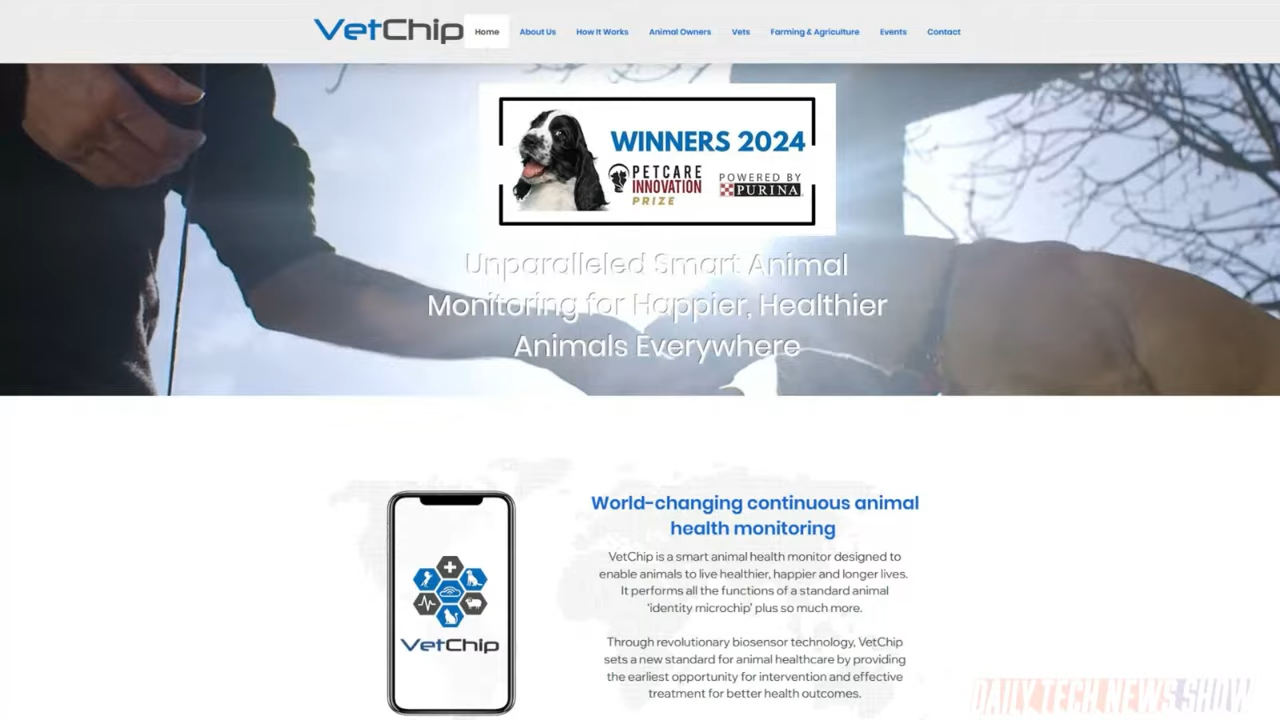 VetChip
Home
About Us
How It Works
Animal Owners
Vets
Farming & Agriculture
Events
Contact
WINNERS 2024
PETCARE
INNOVATION
PRIZE
POWERED BY
PURINA
Unparalleled Smart Animal
Monitoring for Happier, Healthier
Animals Everywhere
World-changing continuous animal
health monitoring
VetChip is a smart animal health monitor designed to
enable animals to live healthier, happier and longer lives.
It performs all the functions of a standard animal
'identity microchip' plus so much more.
Through revolutionary biosensor technology, VetChip
sets a new standard for animal healthcare by providing
the earliest opportunity for intervention and effective
treatment for better health outcomes.
VetChip
DAILY TECH NEWS SHOW